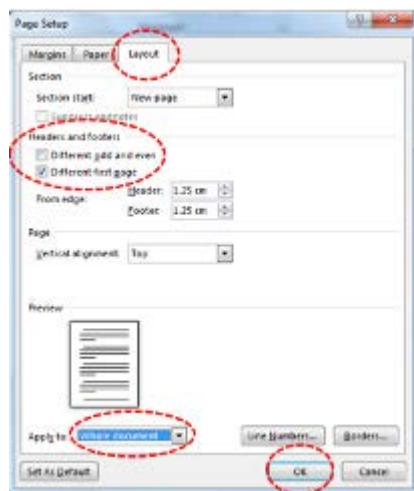 Page Setup
Margins Paper Layout
Section
Section start: New page
Suppress endnotes
Headers and footers
Different odd and even
Different first page
Header: 1.25 cm
From edge:
Footer: 1.25 cm
Page
Vertical alignment: Top
Preview
Apply to: Whole document Line Numbers... Borders...
Set As Default OK Cancel